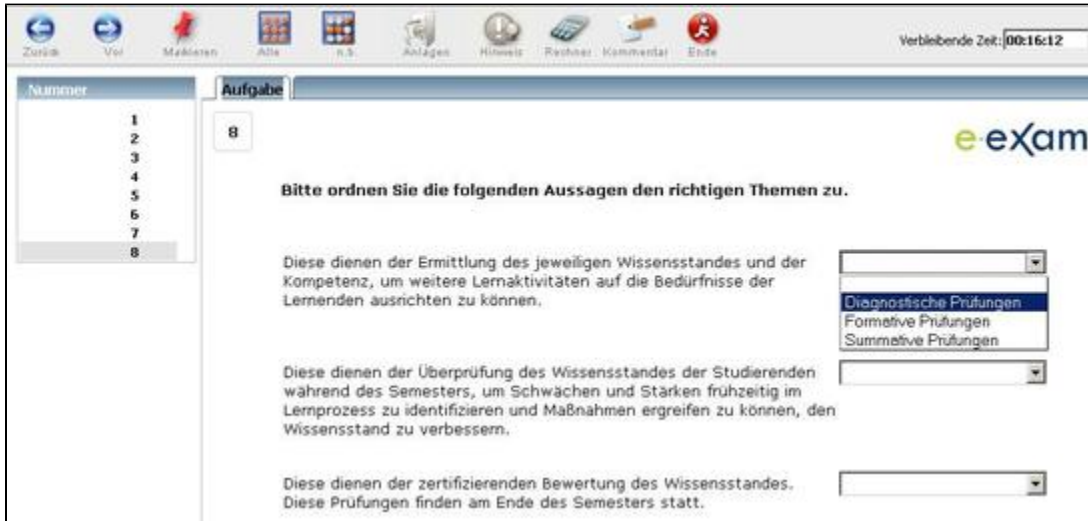 Zurück Vor Markieren Alle n.b. Anlagen Hinweis Rechner Kommentar Ende
Verbleibende Zeit: 00:16:12
Nummer
1
2
3
4
5
6
7
8
Aufgabe
8
e-exam
Bitte ordnen Sie die folgenden Aussagen den richtigen Themen zu.
Diese dienen der Ermittlung des jeweiligen Wissensstandes und der
Kompetenz, um weitere Lernaktivitäten auf die Bedürfnisse der
Lernenden ausrichten zu können.
Diagnostische Prüfungen
Formative Prüfungen
Summative Prüfungen
Diese dienen der Überprüfung des Wissensstandes der Studierenden
während des Semesters, um Schwächen und Stärken frühzeitig im
Lernprozess zu identifizieren und Maßnahmen ergreifen zu können, den
Wissensstand zu verbessern.
Diese dienen der zertifizierenden Bewertung des Wissensstandes.
Diese Prüfungen finden am Ende des Semesters statt.